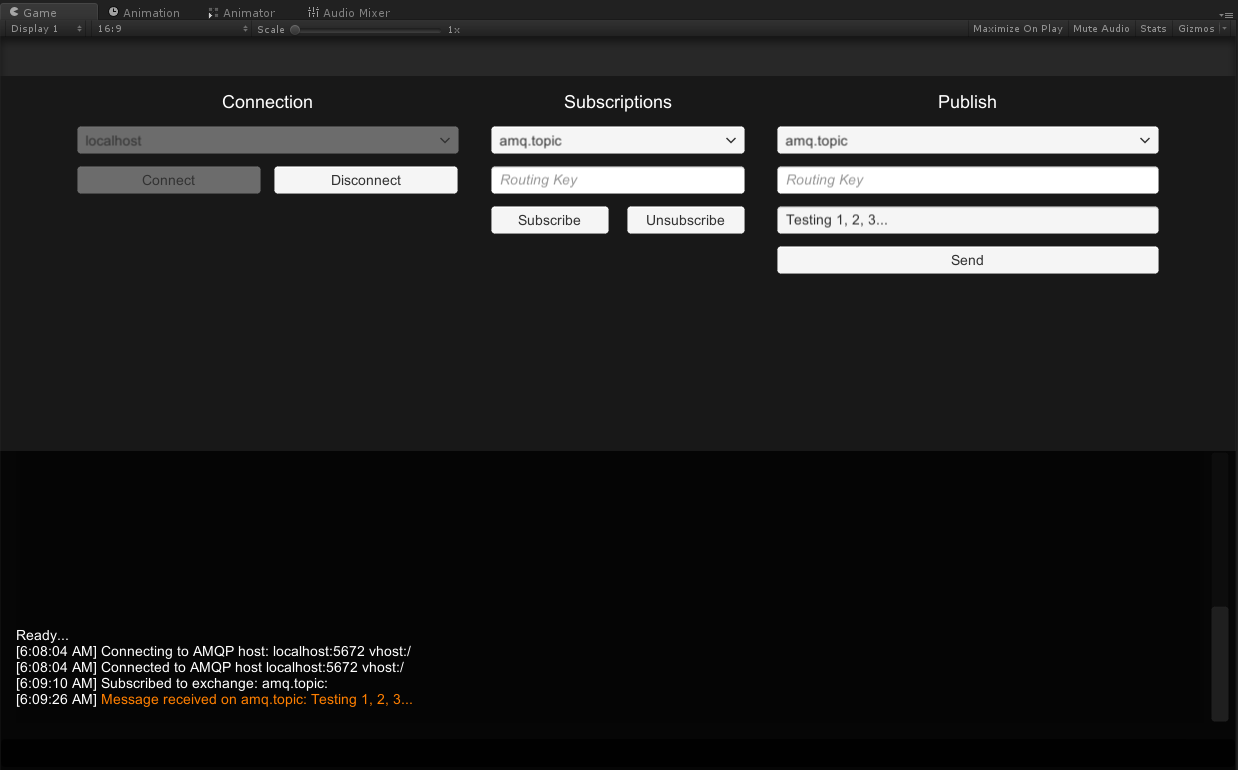 Game Animation Animator Audio Mixer
Display 1 16:9 Scale 1x Maximize On Play Mute Audio Stats Gizmos
Connection Subscriptions Publish
localhost amq.topic amq.topic
Connect Disconnect Routing Key Routing Key
Subscribe Unsubscribe Testing 1, 2, 3...
Send
Ready...
[6:08:04 AM] Connecting to AMQP host: localhost:5672 vhost:/
[6:08:04 AM] Connected to AMQP host localhost:5672 vhost:/
[6:09:10 AM] Subscribed to exchange: amq.topic:
[6:09:26 AM] Message received on amq.topic: Testing 1, 2, 3...